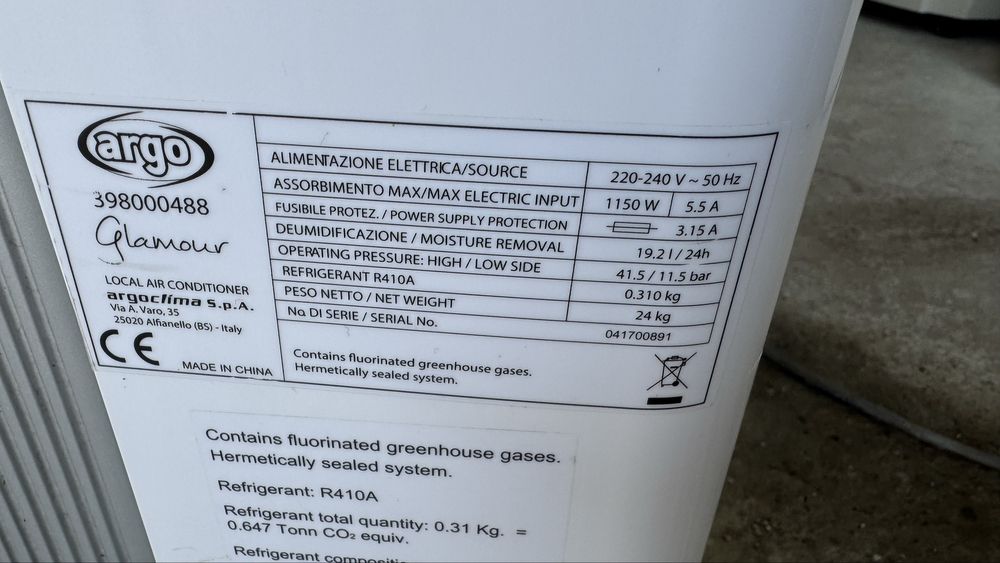 argo
398000488
Glamour
LOCAL AIR CONDITIONER
argoclima S.p.A.
Via A. Varo, 35
25020 Alfianello (BS) - Italy
CE
MADE IN CHINA
ALIMENTAZIONE ELETTRICA/SOURCE 220-240 V ~ 50 Hz
ASSORBIMENTO MAX/MAX ELECTRIC INPUT 1150 W 5.5 A
FUSIBILE PROTEZ. / POWER SUPPLY PROTECTION 3.15 A
DEUMIDIFICAZIONE / MOISTURE REMOVAL 19.2 l / 24h
OPERATING PRESSURE: HIGH / LOW SIDE 41.5 / 11.5 bar
REFRIGERANT R410A 0.310 kg
PESO NETTO / NET WEIGHT 24 kg
No. DI SERIE / SERIAL No. 041700891
Contains fluorinated greenhouse gases.
Hermetically sealed system.
Contains fluorinated greenhouse gases.
Hermetically sealed system.
Refrigerant: R410A
Refrigerant total quantity: 0.31 Kg. =
0.647 Tonn CO₂ equiv.
Refrigerant